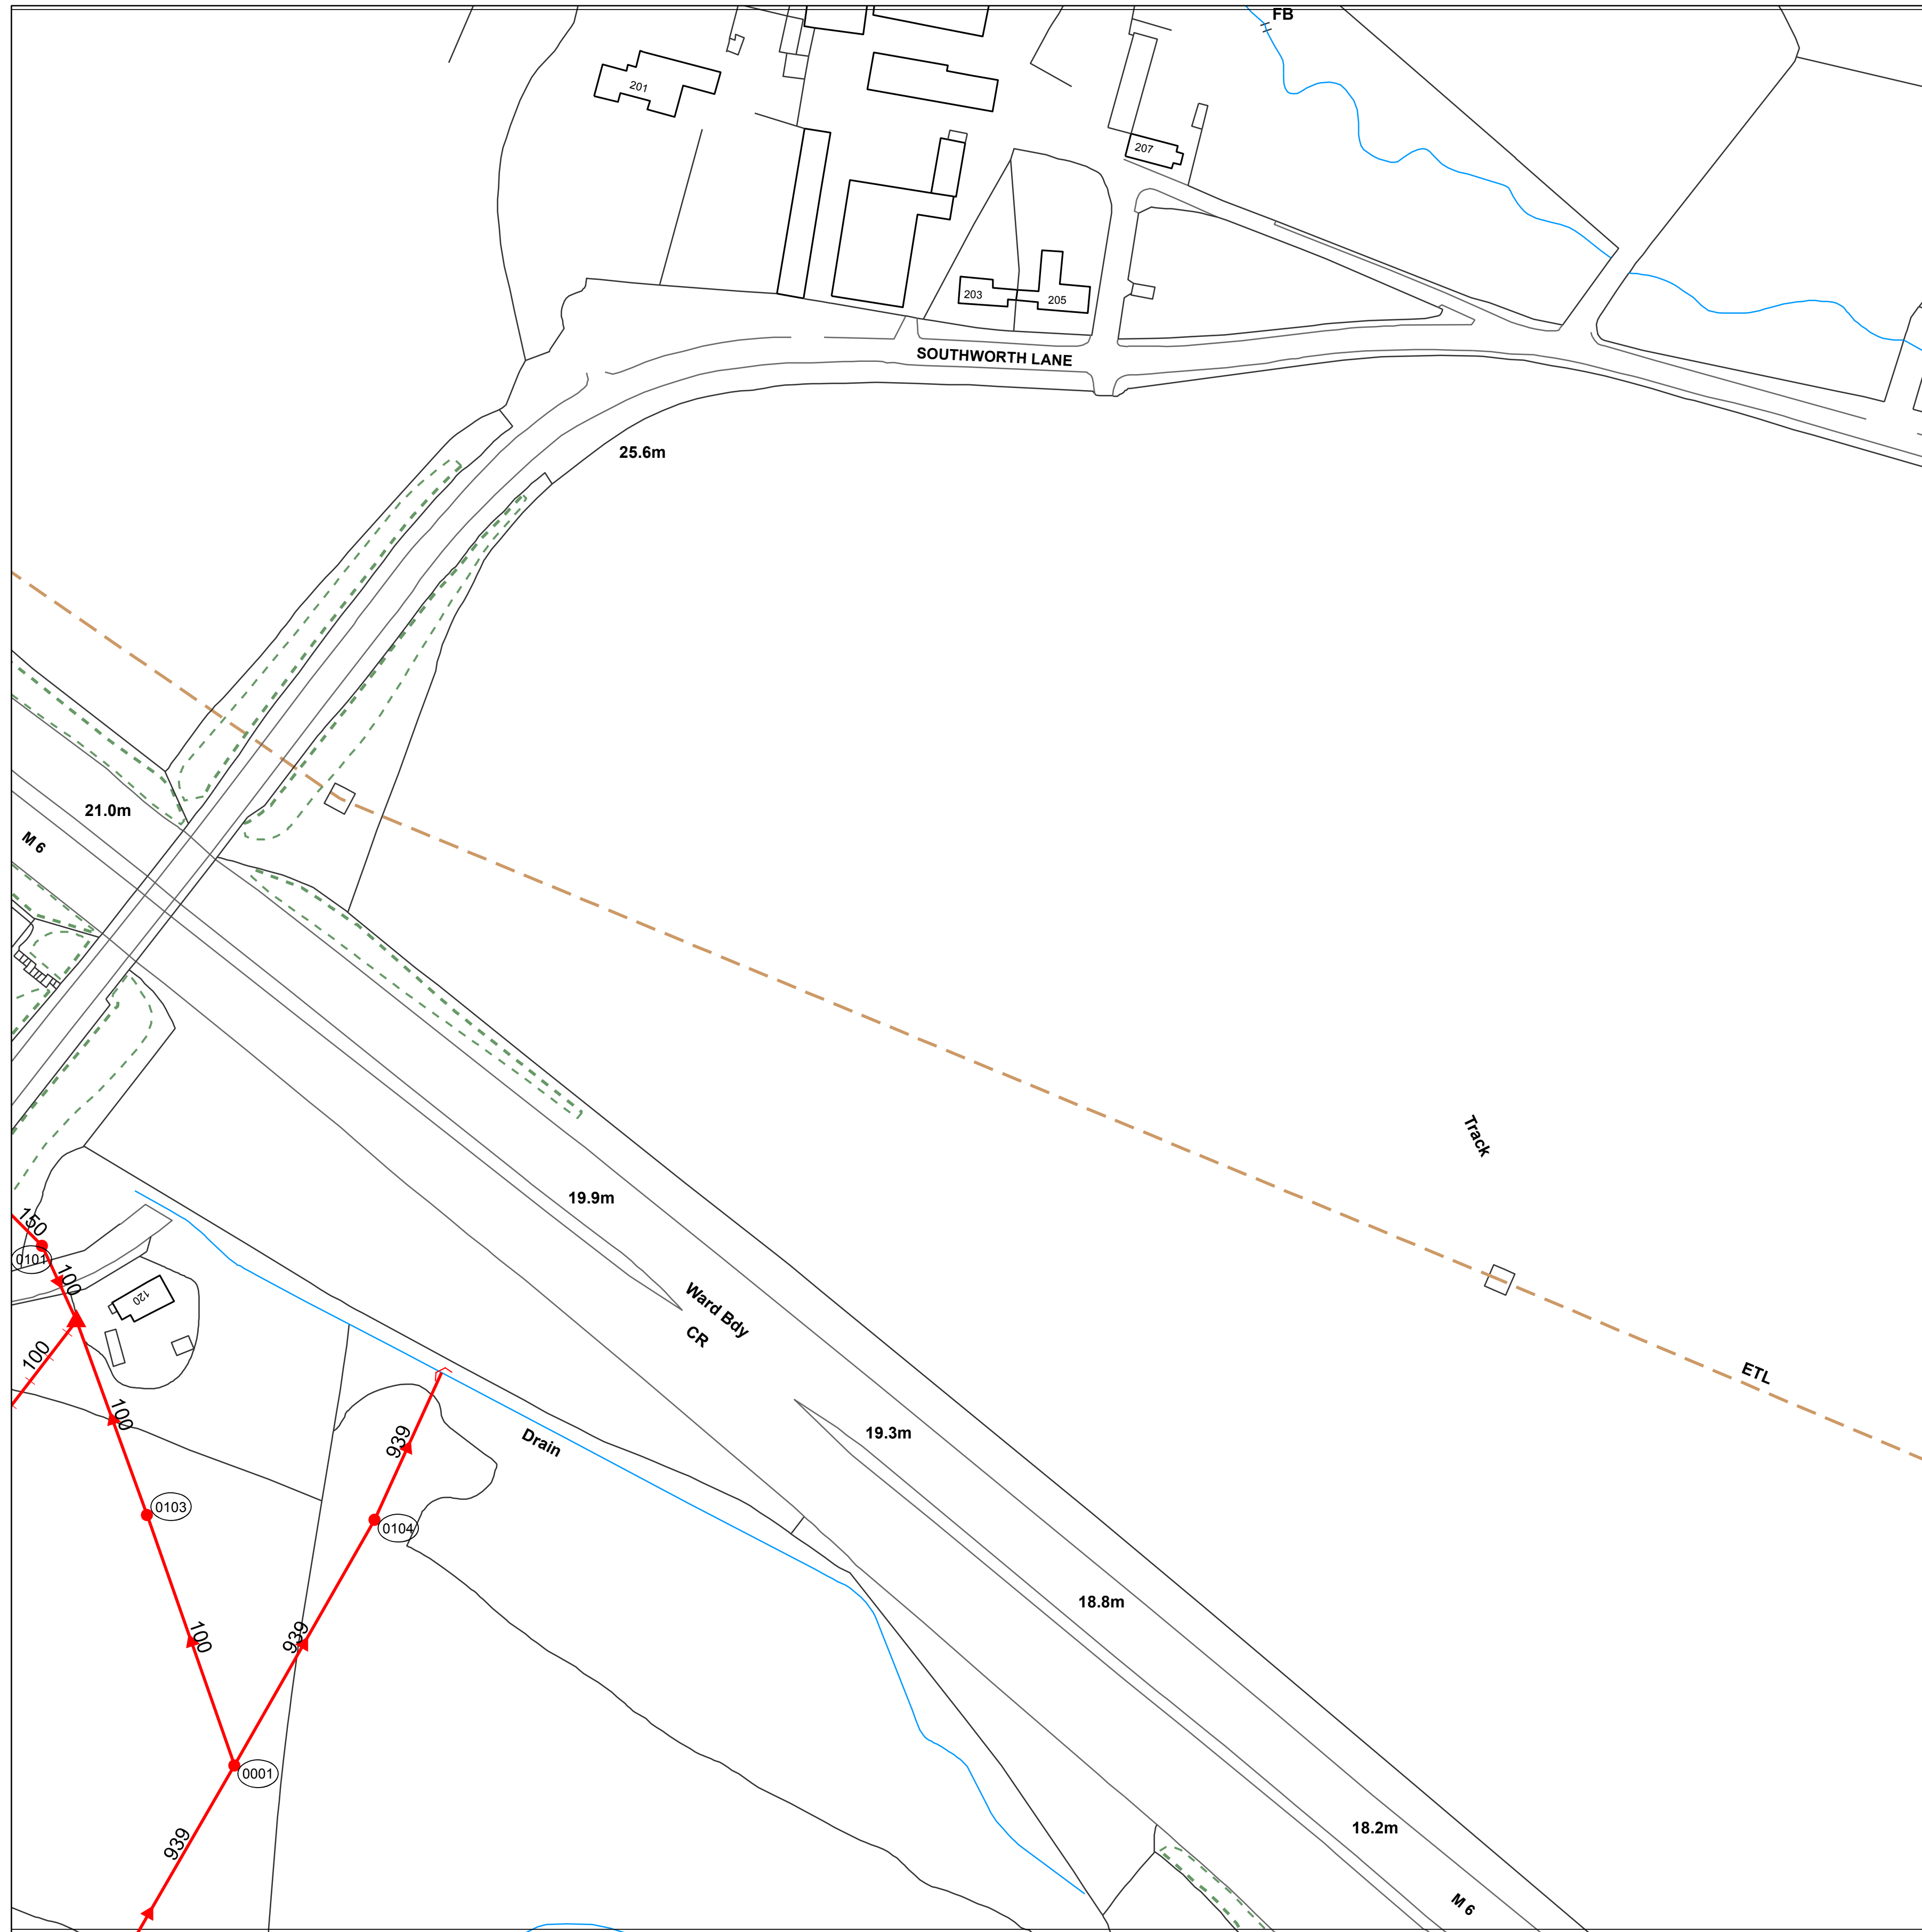 FB
201
207
203
205
SOUTHWORTH LANE
25.6m
21.0m
M 6
Track
19.9m
150
0101
100
120
Ward Bdy
CR
100
ETL
100
939
Drain
19.3m
0103
0104
18.8m
100
939
0001
939
18.2m
M 6